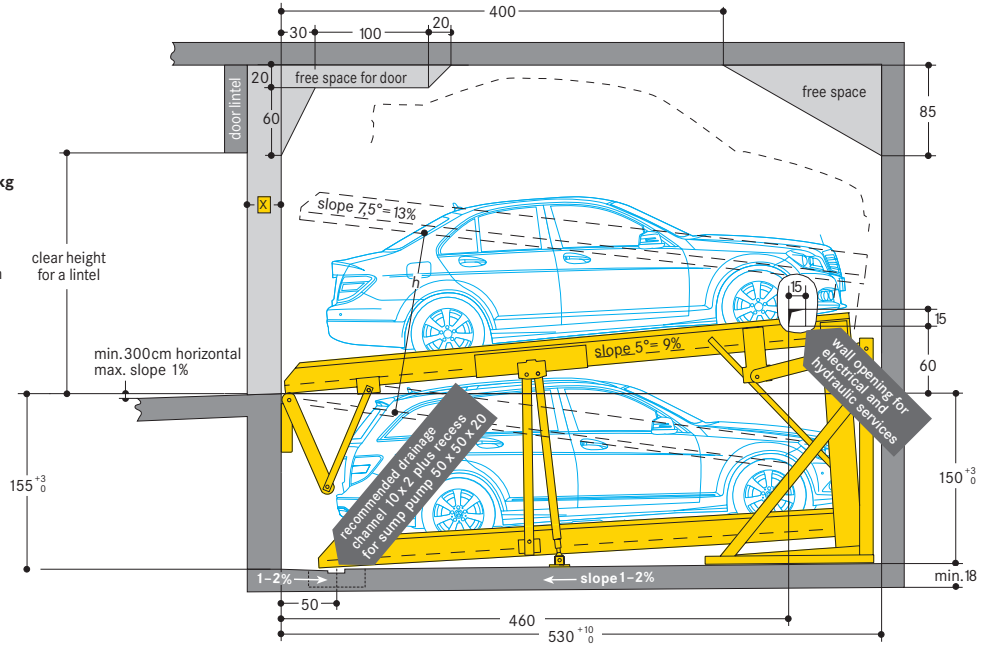 400
20
30
100
20
free space for door
free space
door lintel
60
85
kg
X
slope 7,5°= 13%
clear height
for a lintel
h
15
15
min.300cm horizontal
max. slope 1%
slope 5°= 9%
60
wall opening for
electrical and
hydraulic services
recommended drainage
channel 10 x 2 plus recess
for sump pump 50 x 50 x 20
155 +3 0
150 +3 0
1–2%
slope 1–2%
min.18
50
460
530 +10 0